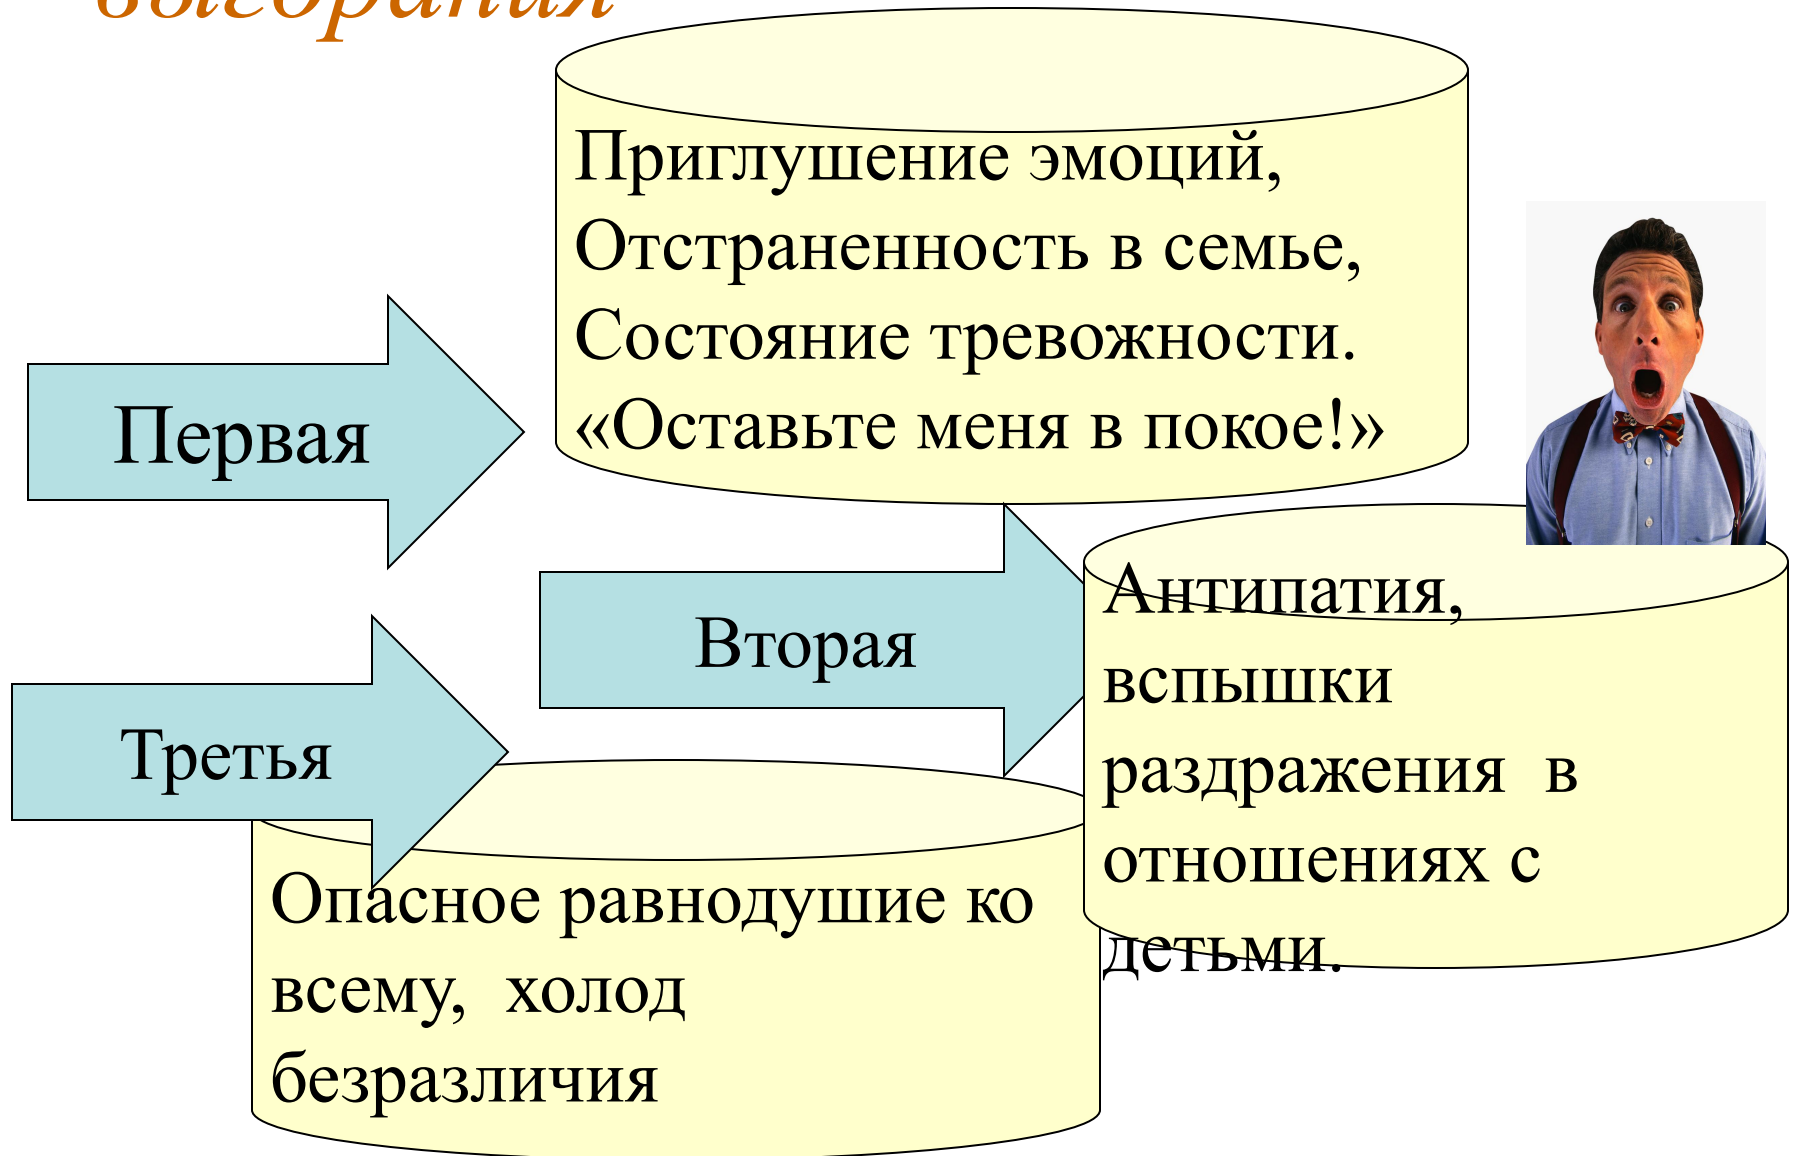 выгорания
Первая
Приглушение эмоций,
Отстраненность в семье,
Состояние тревожности.
«Оставьте меня в покое!»
Вторая
Антипатия,
вспышки
раздражения в
отношениях с
детьми.
Третья
Опасное равнодушие ко
всему, холод
безразличия